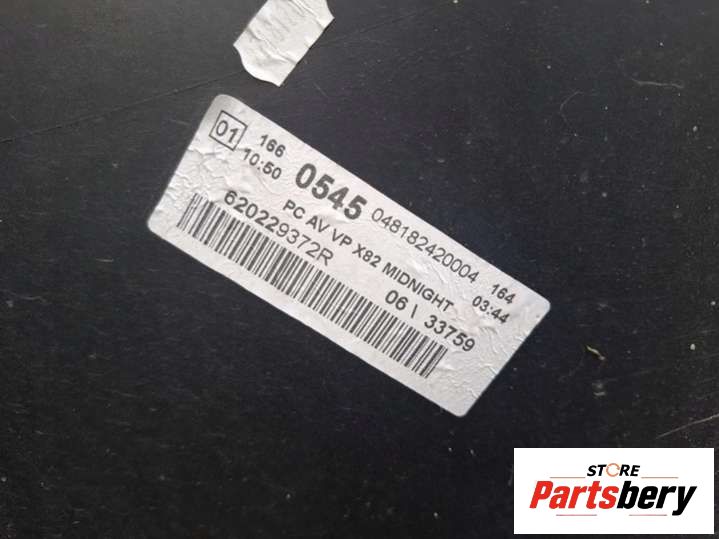 01 166 10:50 0545 048182420004 164 03:44
PC AV VP X82 MIDNIGHT
620229372R 06 \ 33759
STORE
Partsbery